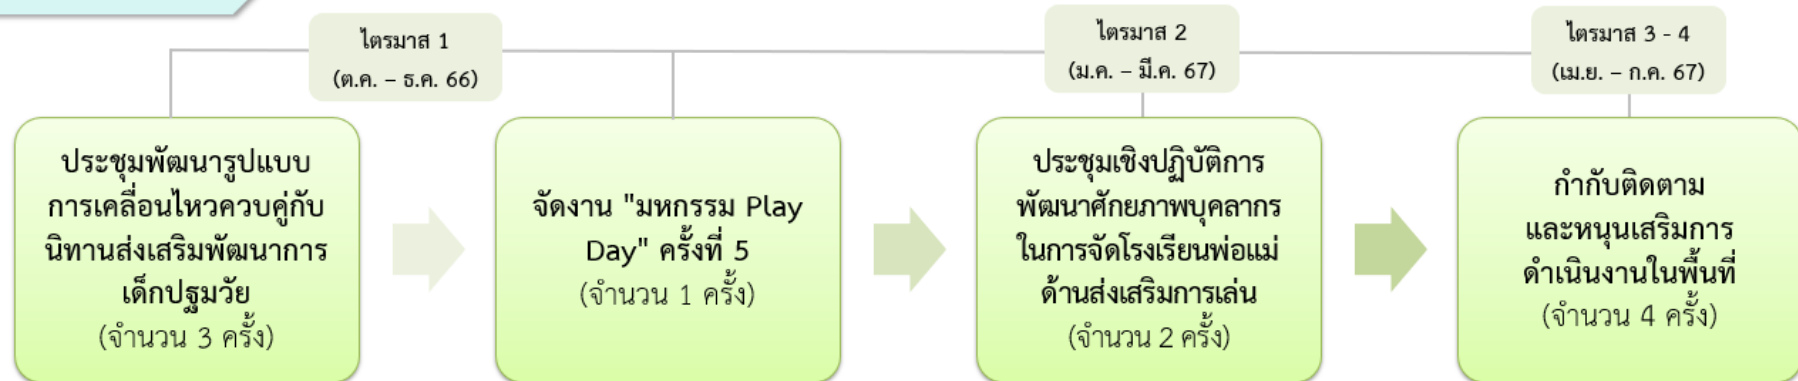 ไตรมาส 1
(ต.ค. – ธ.ค. 66)
ไตรมาส 2
(ม.ค. – มี.ค. 67)
ไตรมาส 3 - 4
(เม.ย. – ก.ค. 67)
ประชุมพัฒนารูปแบบ
การเคลื่อนไหวควบคู่กับ
นิทานส่งเสริมพัฒนาการ
เด็กปฐมวัย
(จำนวน 3 ครั้ง)
จัดงาน "มหกรรม Play
Day" ครั้งที่ 5
(จำนวน 1 ครั้ง)
ประชุมเชิงปฏิบัติการ
พัฒนาศักยภาพบุคลากร
ในการจัดโรงเรียนพ่อแม่
ด้านส่งเสริมการเล่น
(จำนวน 2 ครั้ง)
กำกับติดตาม
และหนุนเสริมการ
ดำเนินงานในพื้นที่
(จำนวน 4 ครั้ง)